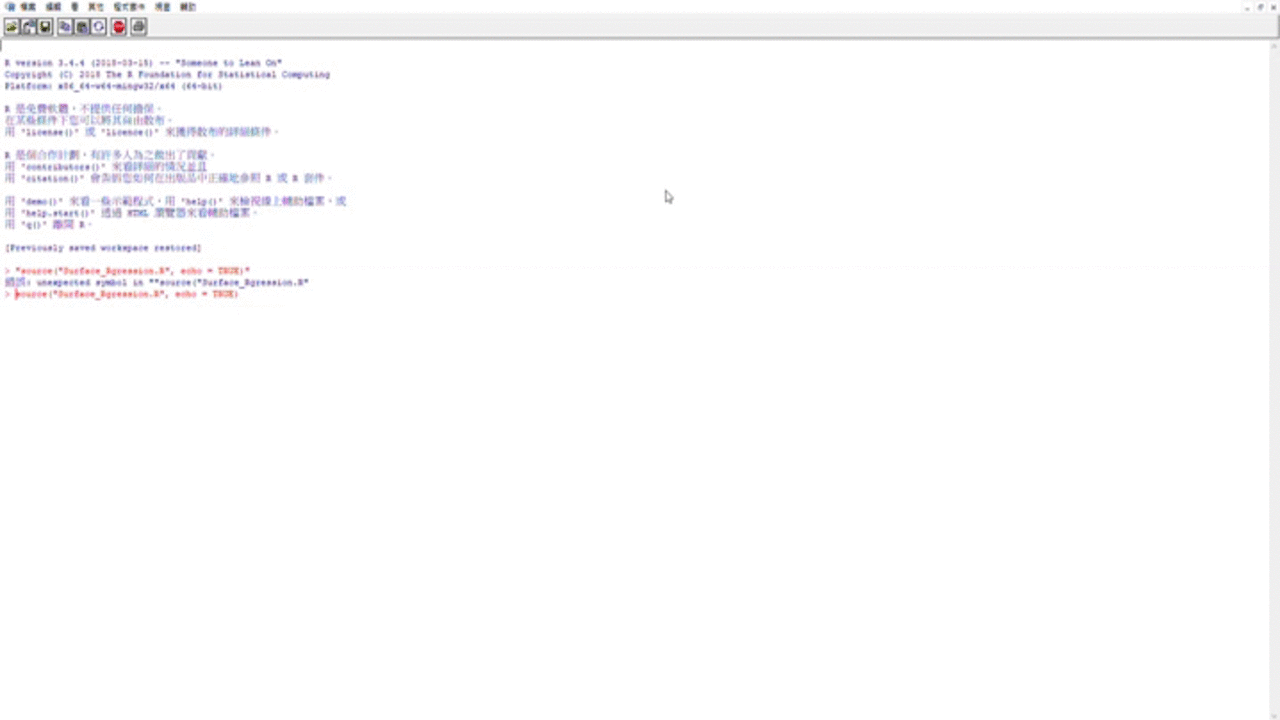 檔案 編輯 看 其他 程式套件 視窗 輔助
R version 3.4.4 (2018-03-15) -- "Someone to Lean On"
Copyright (C) 2018 The R Foundation for Statistical Computing
Platform: x86_64-w64-mingw32/x64 (64-bit)
R 是免費軟體，不提供任何擔保。
在某些條件下您可以將其自由散布。
用 'license()' 或 'licence()' 來獲得散布的詳細條件。
R 是個合作計劃，有許多人為之做出了貢獻。
用 'contributors()' 來看詳細的情況並且
用 'citation()' 會告訴您如何在出版品中正確地參照 R 或 R 套件。
用 'demo()' 來看一些示範程式，用 'help()' 來檢視線上輔助檔案，或
用 'help.start()' 透過 HTML 瀏覽器來看輔助檔案。
用 'q()' 離開 R。
[Previously saved workspace restored]
> "source("Surface_Rgression.R", echo = TRUE)"
錯誤: unexpected symbol in ""source("Surface_Rgression.R"
> source("Surface_Rgression.R", echo = TRUE)